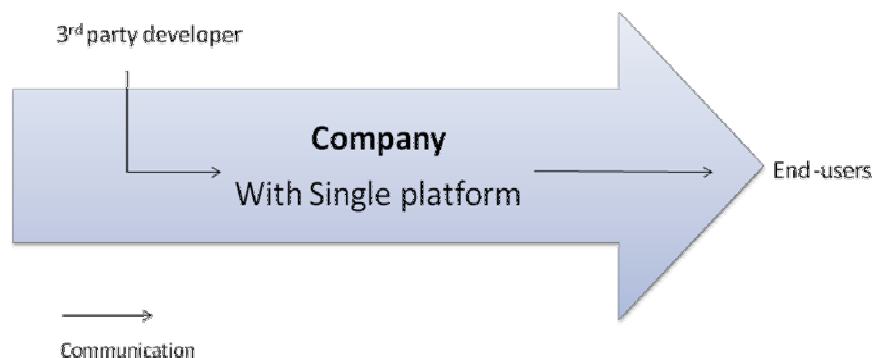 3rd party developer
Company
With Single platform
End-users
Communication